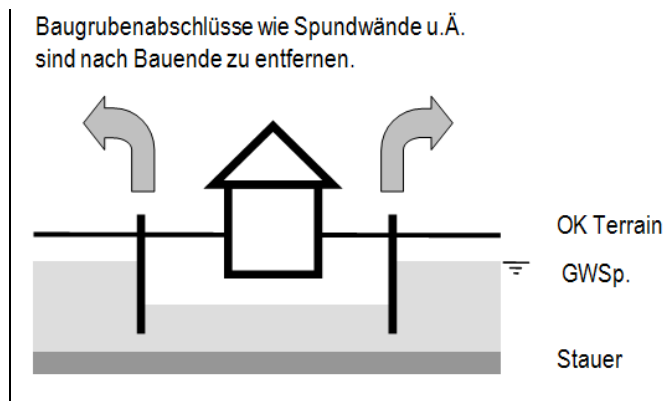 Baugrubenabschlüsse wie Spundwände u.Ä.
sind nach Bauende zu entfernen.
OK Terrain
GWSp.
Stauer